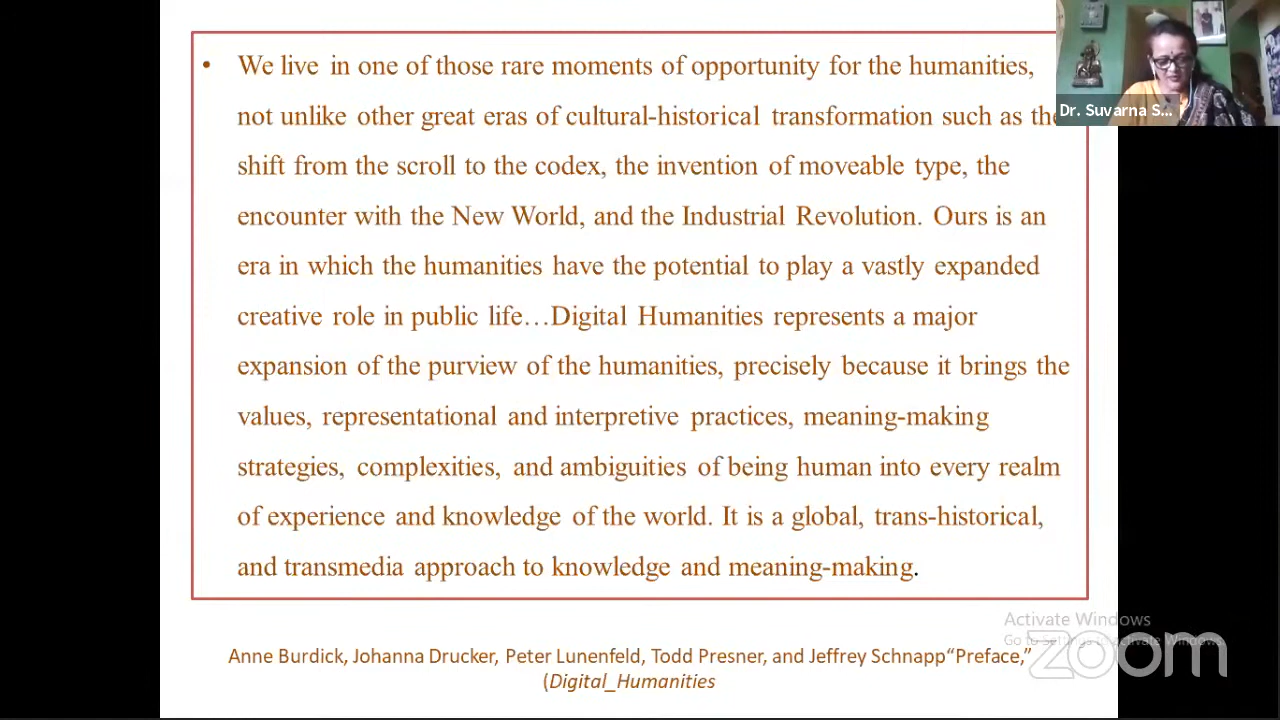 • We live in one of those rare moments of opportunity for the humanities,
not unlike other great eras of cultural-historical transformation such as the
shift from the scroll to the codex, the invention of moveable type, the
encounter with the New World, and the Industrial Revolution. Ours is an
era in which the humanities have the potential to play a vastly expanded
creative role in public life…Digital Humanities represents a major
expansion of the purview of the humanities, precisely because it brings the
values, representational and interpretive practices, meaning-making
strategies, complexities, and ambiguities of being human into every realm
of experience and knowledge of the world. It is a global, trans-historical,
and transmedia approach to knowledge and meaning-making.
Anne Burdick, Johanna Drucker, Peter Lunenfeld, Todd Presner, and Jeffrey Schnapp“Preface,”
(Digital_Humanities
Dr. Suvarna S...
Activate Windows
Go to Settings to activate Windows.
zoom